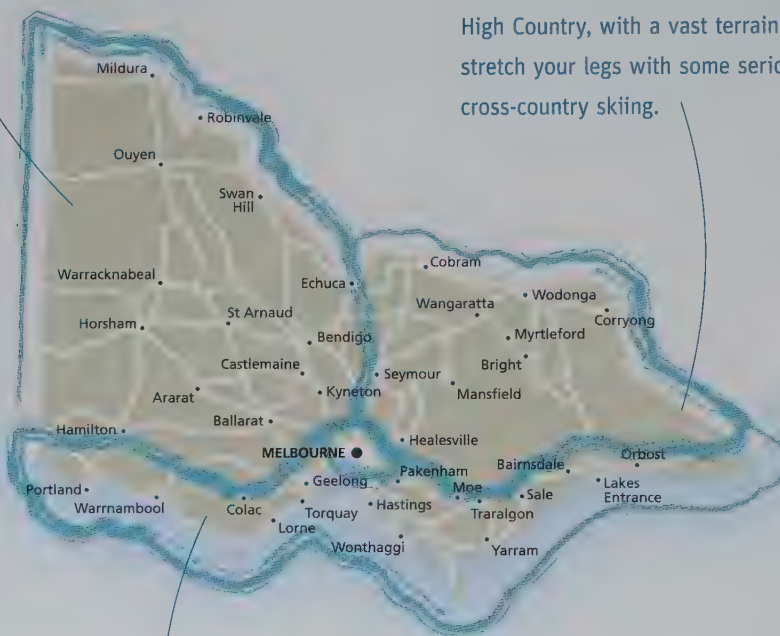 High Country, with a vast terrain
stretch your legs with some serio
cross-country skiing.
Mildura
Robinvale
Ouyen
Swan
Hill
Cobram
Warracknabeal
Echuca
Wodonga
Wangaratta
Corryong
St Arnaud
Horsham
Myrtleford
Bendigo
Bright
Castlemaine
Seymour
Mansfield
Kyneton
Ararat
Ballarat
Hamilton
Healesville
MELBOURNE
Orbost
Bairnsdale
Pakenham
Geelong
Moe
Lakes
Entrance
Portland
Sale
Warrnambool
Hastings
Colac
Torquay
Traralgon
Lorne
Wonthaggi
Yarram